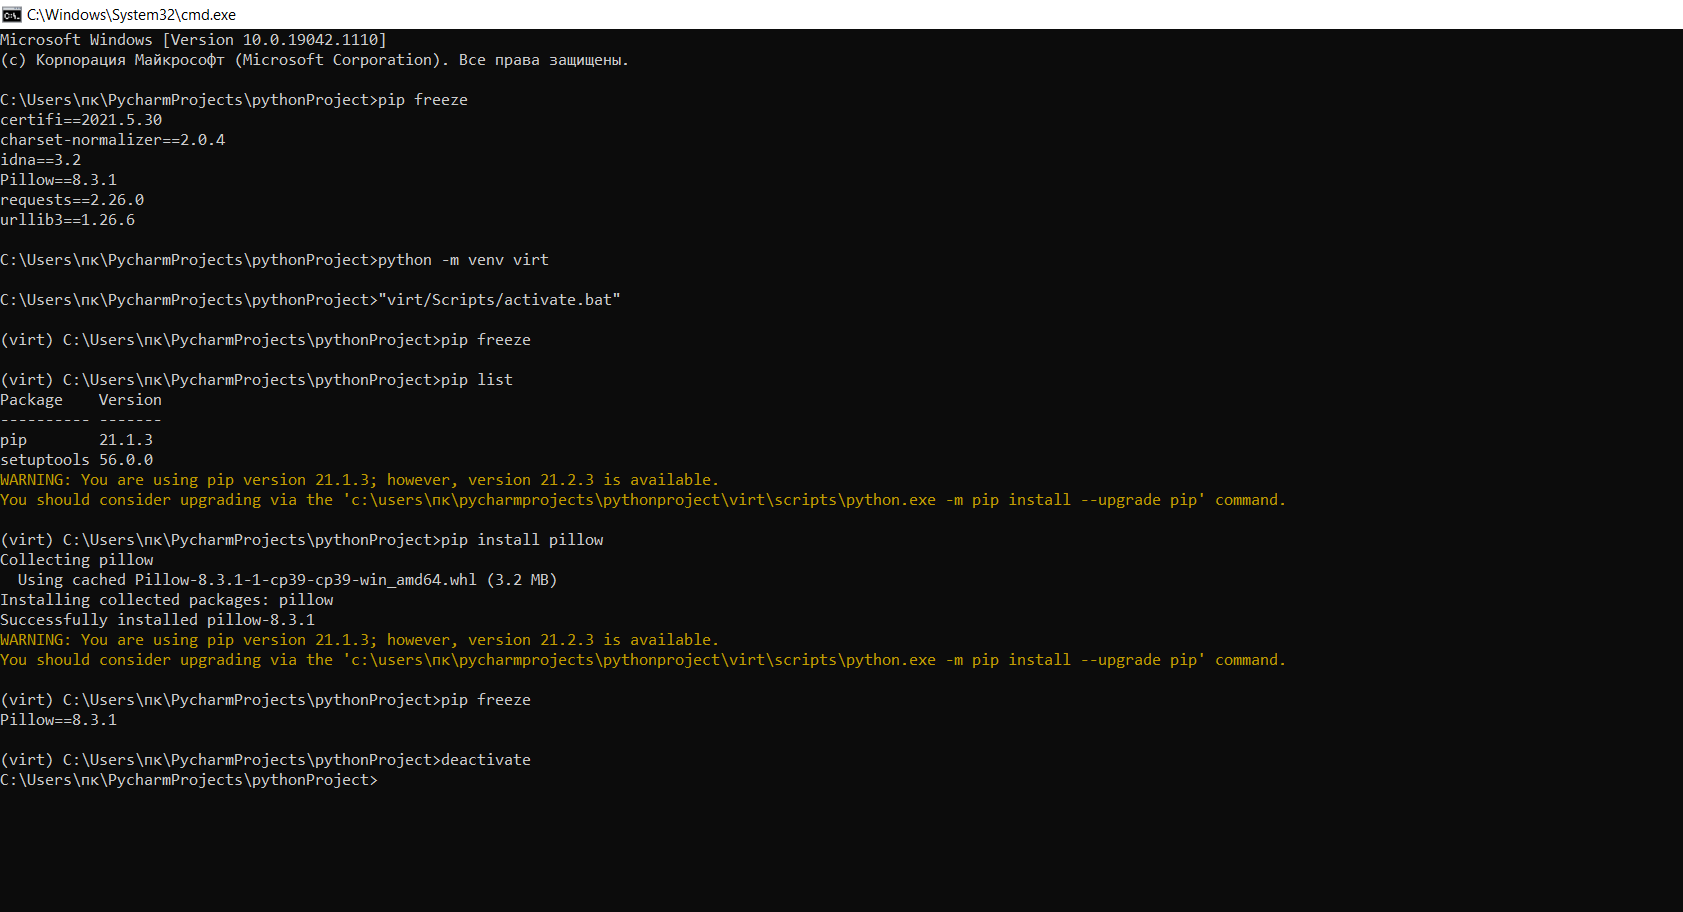 C:\Windows\System32\cmd.exe
Microsoft Windows [Version 10.0.19042.1110]
(c) Корпорация Майкрософт (Microsoft Corporation). Все права защищены.
C:\Users\пк\PycharmProjects\pythonProject>pip freeze
certifi==2021.5.30
charset-normalizer==2.0.4
idna==3.2
Pillow==8.3.1
requests==2.26.0
urllib3==1.26.6
C:\Users\пк\PycharmProjects\pythonProject>python -m venv virt
C:\Users\пк\PycharmProjects\pythonProject>"virt/Scripts/activate.bat"
(virt) C:\Users\пк\PycharmProjects\pythonProject>pip freeze
(virt) C:\Users\пк\PycharmProjects\pythonProject>pip list
Package    Version
---------- -------
pip        21.1.3
setuptools 56.0.0
WARNING: You are using pip version 21.1.3; however, version 21.2.3 is available.
You should consider upgrading via the 'c:\users\пк\pycharmprojects\pythonproject\virt\scripts\python.exe -m pip install --upgrade pip' command.
(virt) C:\Users\пк\PycharmProjects\pythonProject>pip install pillow
Collecting pillow
  Using cached Pillow-8.3.1-1-cp39-cp39-win_amd64.whl (3.2 MB)
Installing collected packages: pillow
Successfully installed pillow-8.3.1
WARNING: You are using pip version 21.1.3; however, version 21.2.3 is available.
You should consider upgrading via the 'c:\users\пк\pycharmprojects\pythonproject\virt\scripts\python.exe -m pip install --upgrade pip' command.
(virt) C:\Users\пк\PycharmProjects\pythonProject>pip freeze
Pillow==8.3.1
(virt) C:\Users\пк\PycharmProjects\pythonProject>deactivate
C:\Users\пк\PycharmProjects\pythonProject>